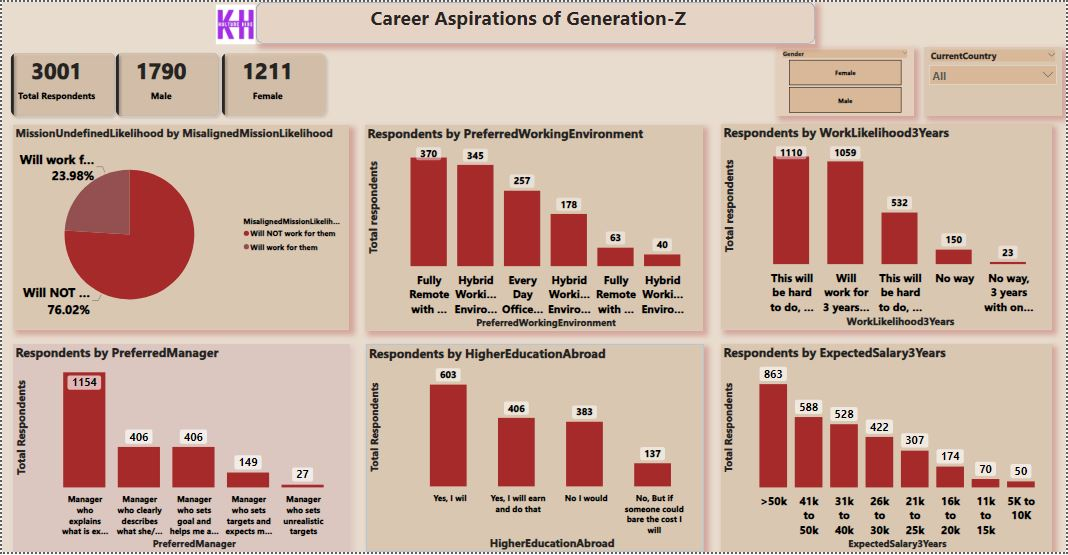 KH
KULTURE HIRE
Career Aspirations of Generation-Z
3001
Total Respondents
1790
Male
1211
Female
Gender
Female
Male
CurrentCountry
All
MissionUndefinedLikelihood by MisalignedMissionLikelihood
Will work f...
23.98%
Will NOT ...
76.02%
MisalignedMissionLikelih...
Will NOT work for them
Will work for them
Respondents by PreferredWorkingEnvironment
Total respondents
370
345
257
178
63
40
Fully
Remote
with ...
Hybrid
Worki...
Enviro...
Every
Day
Office...
Hybrid
Worki...
Enviro...
Fully
Remote
with ...
Hybrid
Worki...
Enviro...
PreferredWorkingEnvironment
Respondents by WorkLikelihood3Years
Total respondents
1110
1059
532
150
23
This will
be hard
to do, ...
Will
work for
3 years...
This will
be hard
to do, ...
No way
No way,
3 years
with on...
WorkLikelihood3Years
Respondents by PreferredManager
Total Respondents
1154
406
406
149
27
Manager
who
explains
what is ex...
Manager
who clearly
describes
what she/...
Manager
who sets
goal and
helps me a...
Manager
who sets
targets and
expects m...
Manager
who sets
unrealistic
targets
PreferredManager
Respondents by HigherEducationAbroad
Total Respondents
603
406
383
137
Yes, I wil
Yes, I will earn
and do that
No I would
No, But if
someone could
bare the cost I
will
HigherEducationAbroad
Respondents by ExpectedSalary3Years
Total Respondents
863
588
528
422
307
174
70
50
>50k
41k
to
50k
31k
to
40k
26k
to
30k
21k
to
25k
16k
to
20k
11k
to
15k
5K to
10K
ExpectedSalary3Years